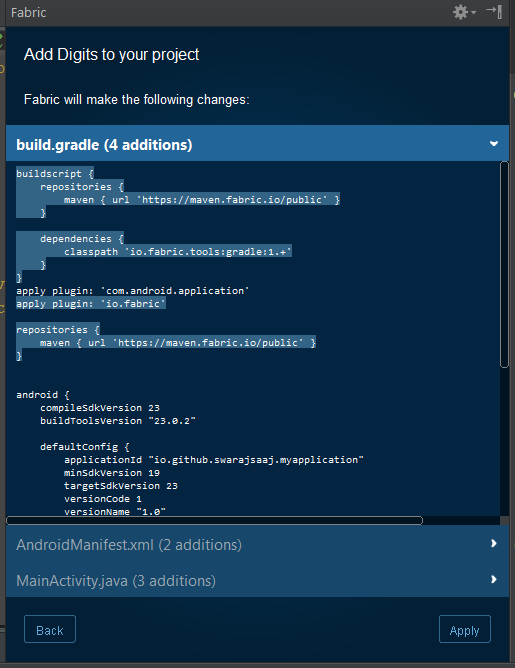 Fabric
Add Digits to your project
Fabric will make the following changes:
build.gradle (4 additions)
buildscript {
    repositories {
        maven { url 'https://maven.fabric.io/public' }
    }

    dependencies {
        classpath 'io.fabric.tools:gradle:1.+'
    }
}
apply plugin: 'com.android.application'
apply plugin: 'io.fabric'

repositories {
    maven { url 'https://maven.fabric.io/public' }
}

android {
    compileSdkVersion 23
    buildToolsVersion "23.0.2"

    defaultConfig {
        applicationId "io.github.swarajsaaj.myapplication"
        minSdkVersion 19
        targetSdkVersion 23
        versionCode 1
        versionName "1.0"
AndroidManifest.xml (2 additions)
MainActivity.java (3 additions)
Back
Apply